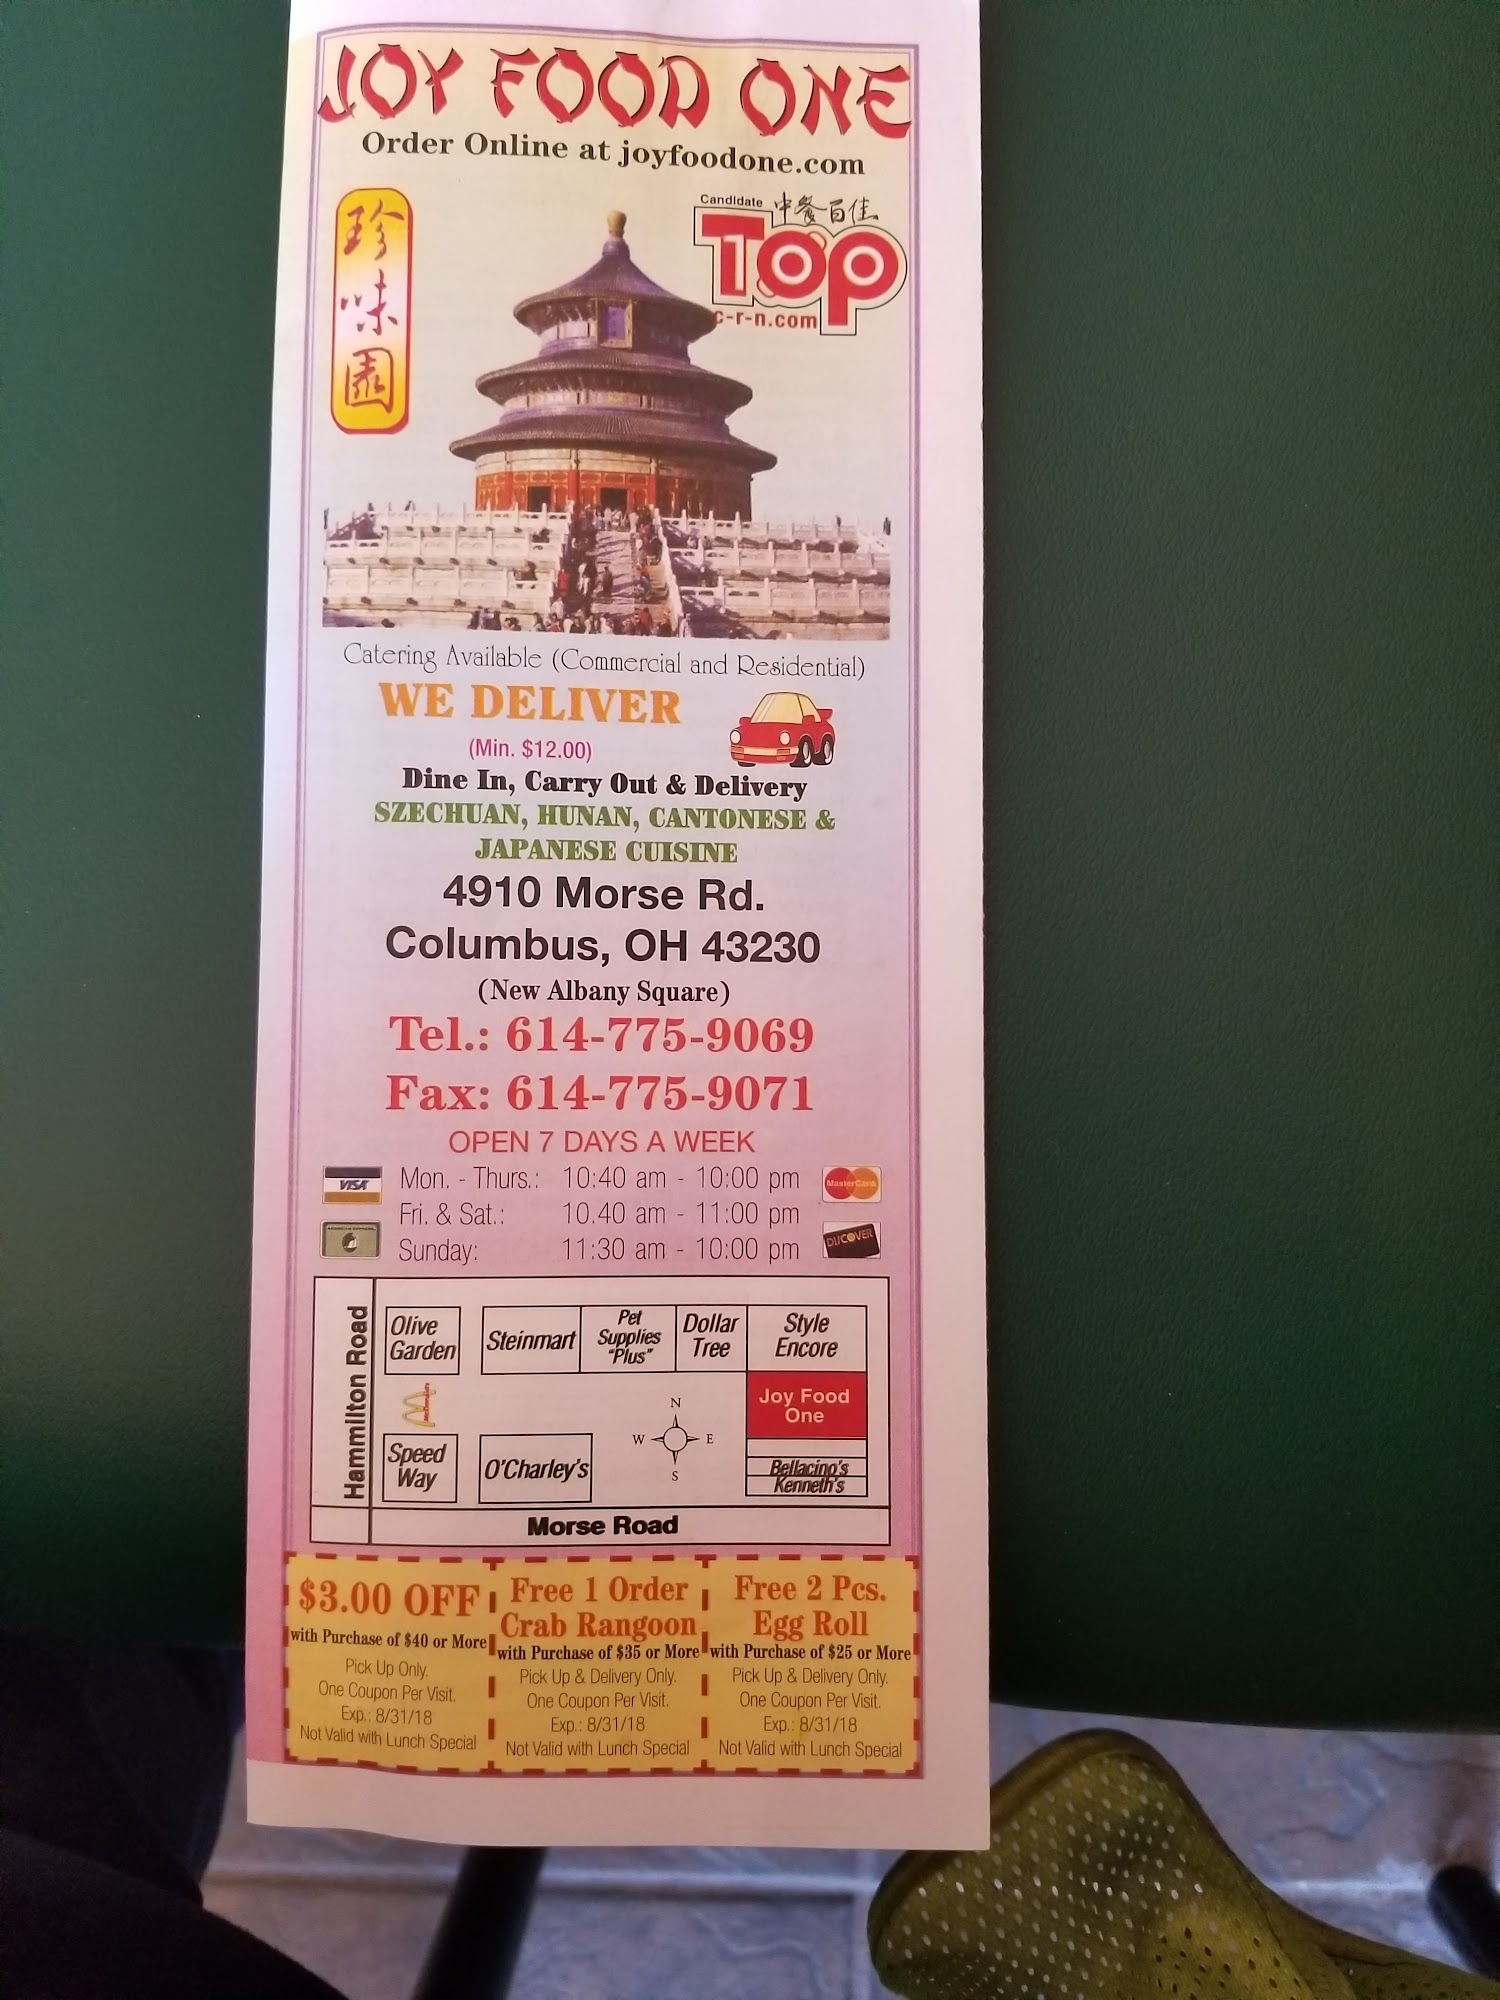 JOY FOOD ONE
Order Online at joyfoodone.com
珍味園
Candidate 中餐百佳
Top
c-r-n.com
Catering Available (Commercial and Residential)
WE DELIVER
(Min. $12.00)
Dine In, Carry Out & Delivery
SZECHUAN, HUNAN, CANTONESE &
JAPANESE CUISINE
4910 Morse Rd.
Columbus, OH 43230
(New Albany Square)
Tel.: 614-775-9069
Fax: 614-775-9071
OPEN 7 DAYS A WEEK
VISA
Mon. - Thurs.: 10:40 am - 10:00 pm
MasterCard
Fri. & Sat.: 10.40 am - 11:00 pm
AMERICAN EXPRESS
Sunday: 11:30 am - 10:00 pm
DISCOVER
Hammilton Road
Olive
Garden
Steinmart
Pet
Supplies
"Plus"
Dollar
Tree
Style
Encore
McDonald's
Joy Food
One
N
W E
S
Speed
Way
O'Charley's
Bellacino's
Kenneth's
Morse Road
$3.00 OFF
with Purchase of $40 or More
Pick Up Only.
One Coupon Per Visit.
Exp.: 8/31/18
Not Valid with Lunch Special
Free 1 Order
Crab Rangoon
with Purchase of $35 or More
Pick Up & Delivery Only.
One Coupon Per Visit.
Exp.: 8/31/18
Not Valid with Lunch Special
Free 2 Pcs.
Egg Roll
with Purchase of $25 or More
Pick Up & Delivery Only.
One Coupon Per Visit.
Exp.: 8/31/18
Not Valid with Lunch Special